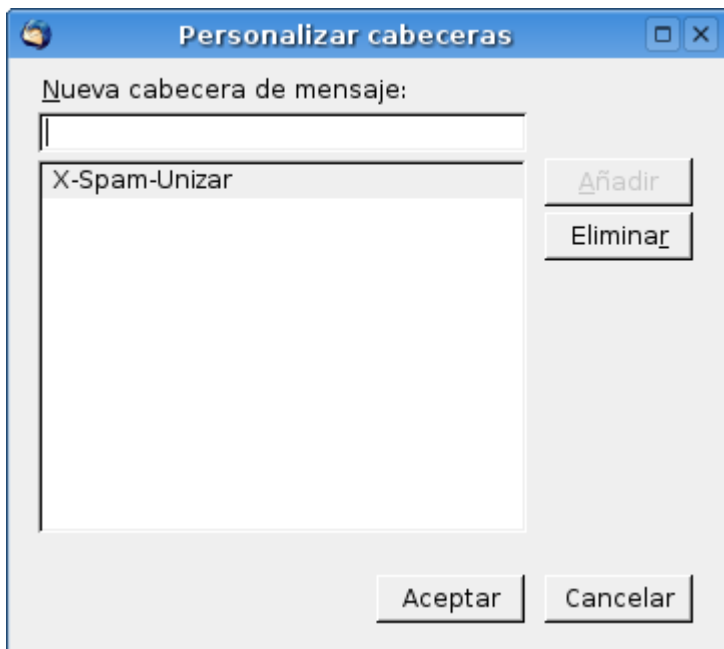 Personalizar cabeceras
Nueva cabecera de mensaje:
X-Spam-Unizar
Añadir
Eliminar
Aceptar Cancelar